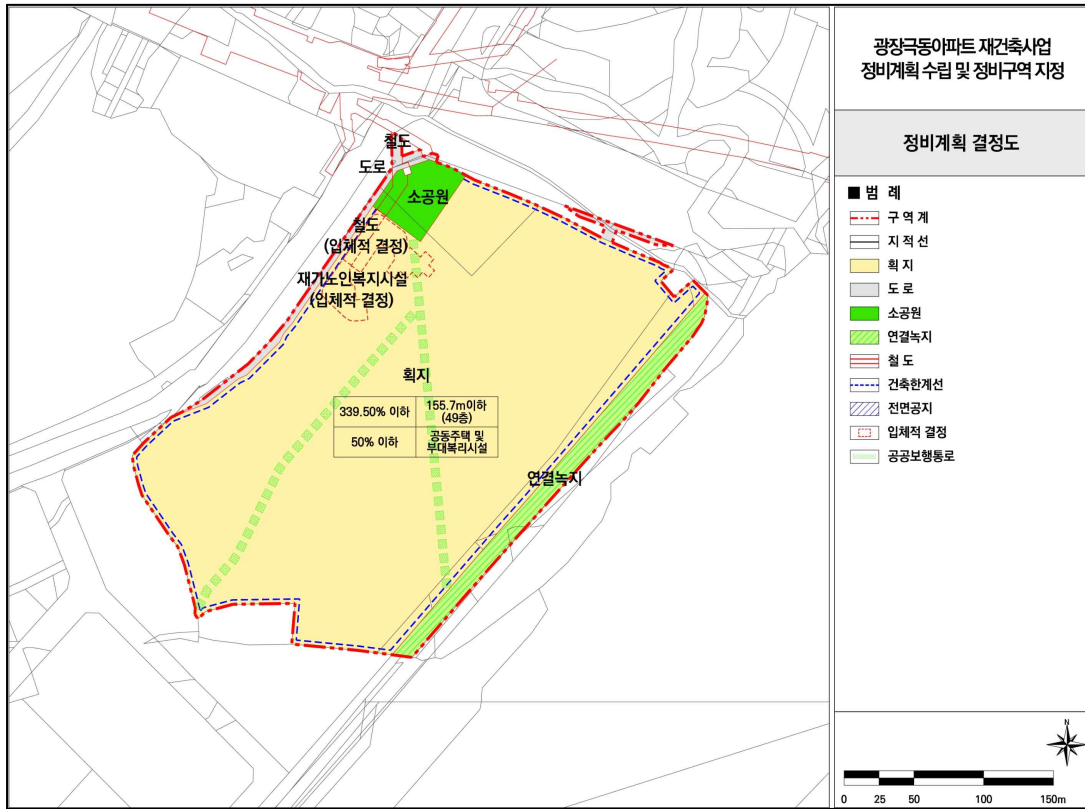 광장극동아파트 재건축사업
정비계획 수립 및 정비구역 지정
정비계획 결정도
■ 범 례
구 역 계
지 적 선
획 지
도 로
소공원
연결녹지
철 도
건축한계선
전면공지
입체적 결정
공공보행통로
철도
도로
소공원
철도
(입체적 결정)
재가노인복지시설
(입체적 결정)
획지
339.50% 이하
155.7m이하
(49층)
50% 이하
공동주택 및
부대복리시설
연결녹지
0 25 50 100 150m